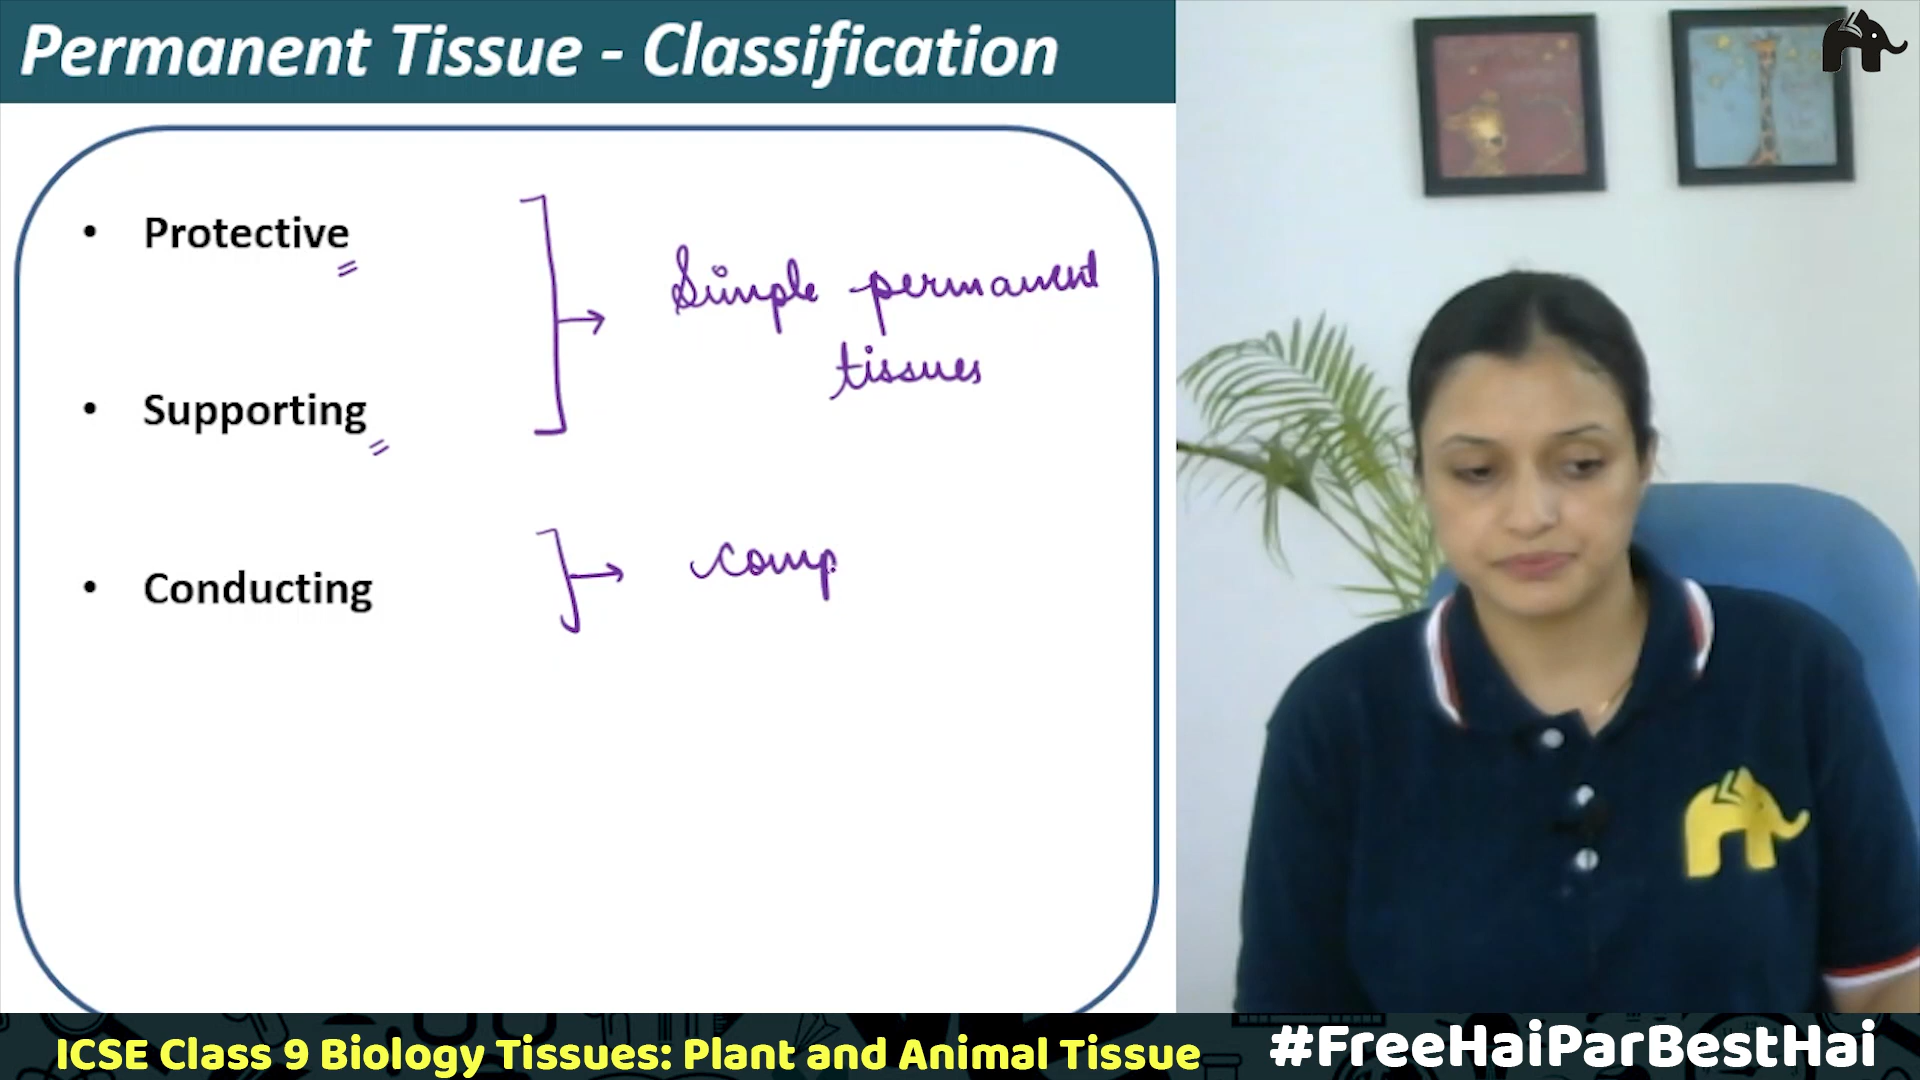 Permanent Tissue - Classification
• Protective
Simple permanent
tissues
• Supporting
• Conducting
comp
ICSE Class 9 Biology Tissues: Plant and Animal Tissue
#FreeHaiParBestHai